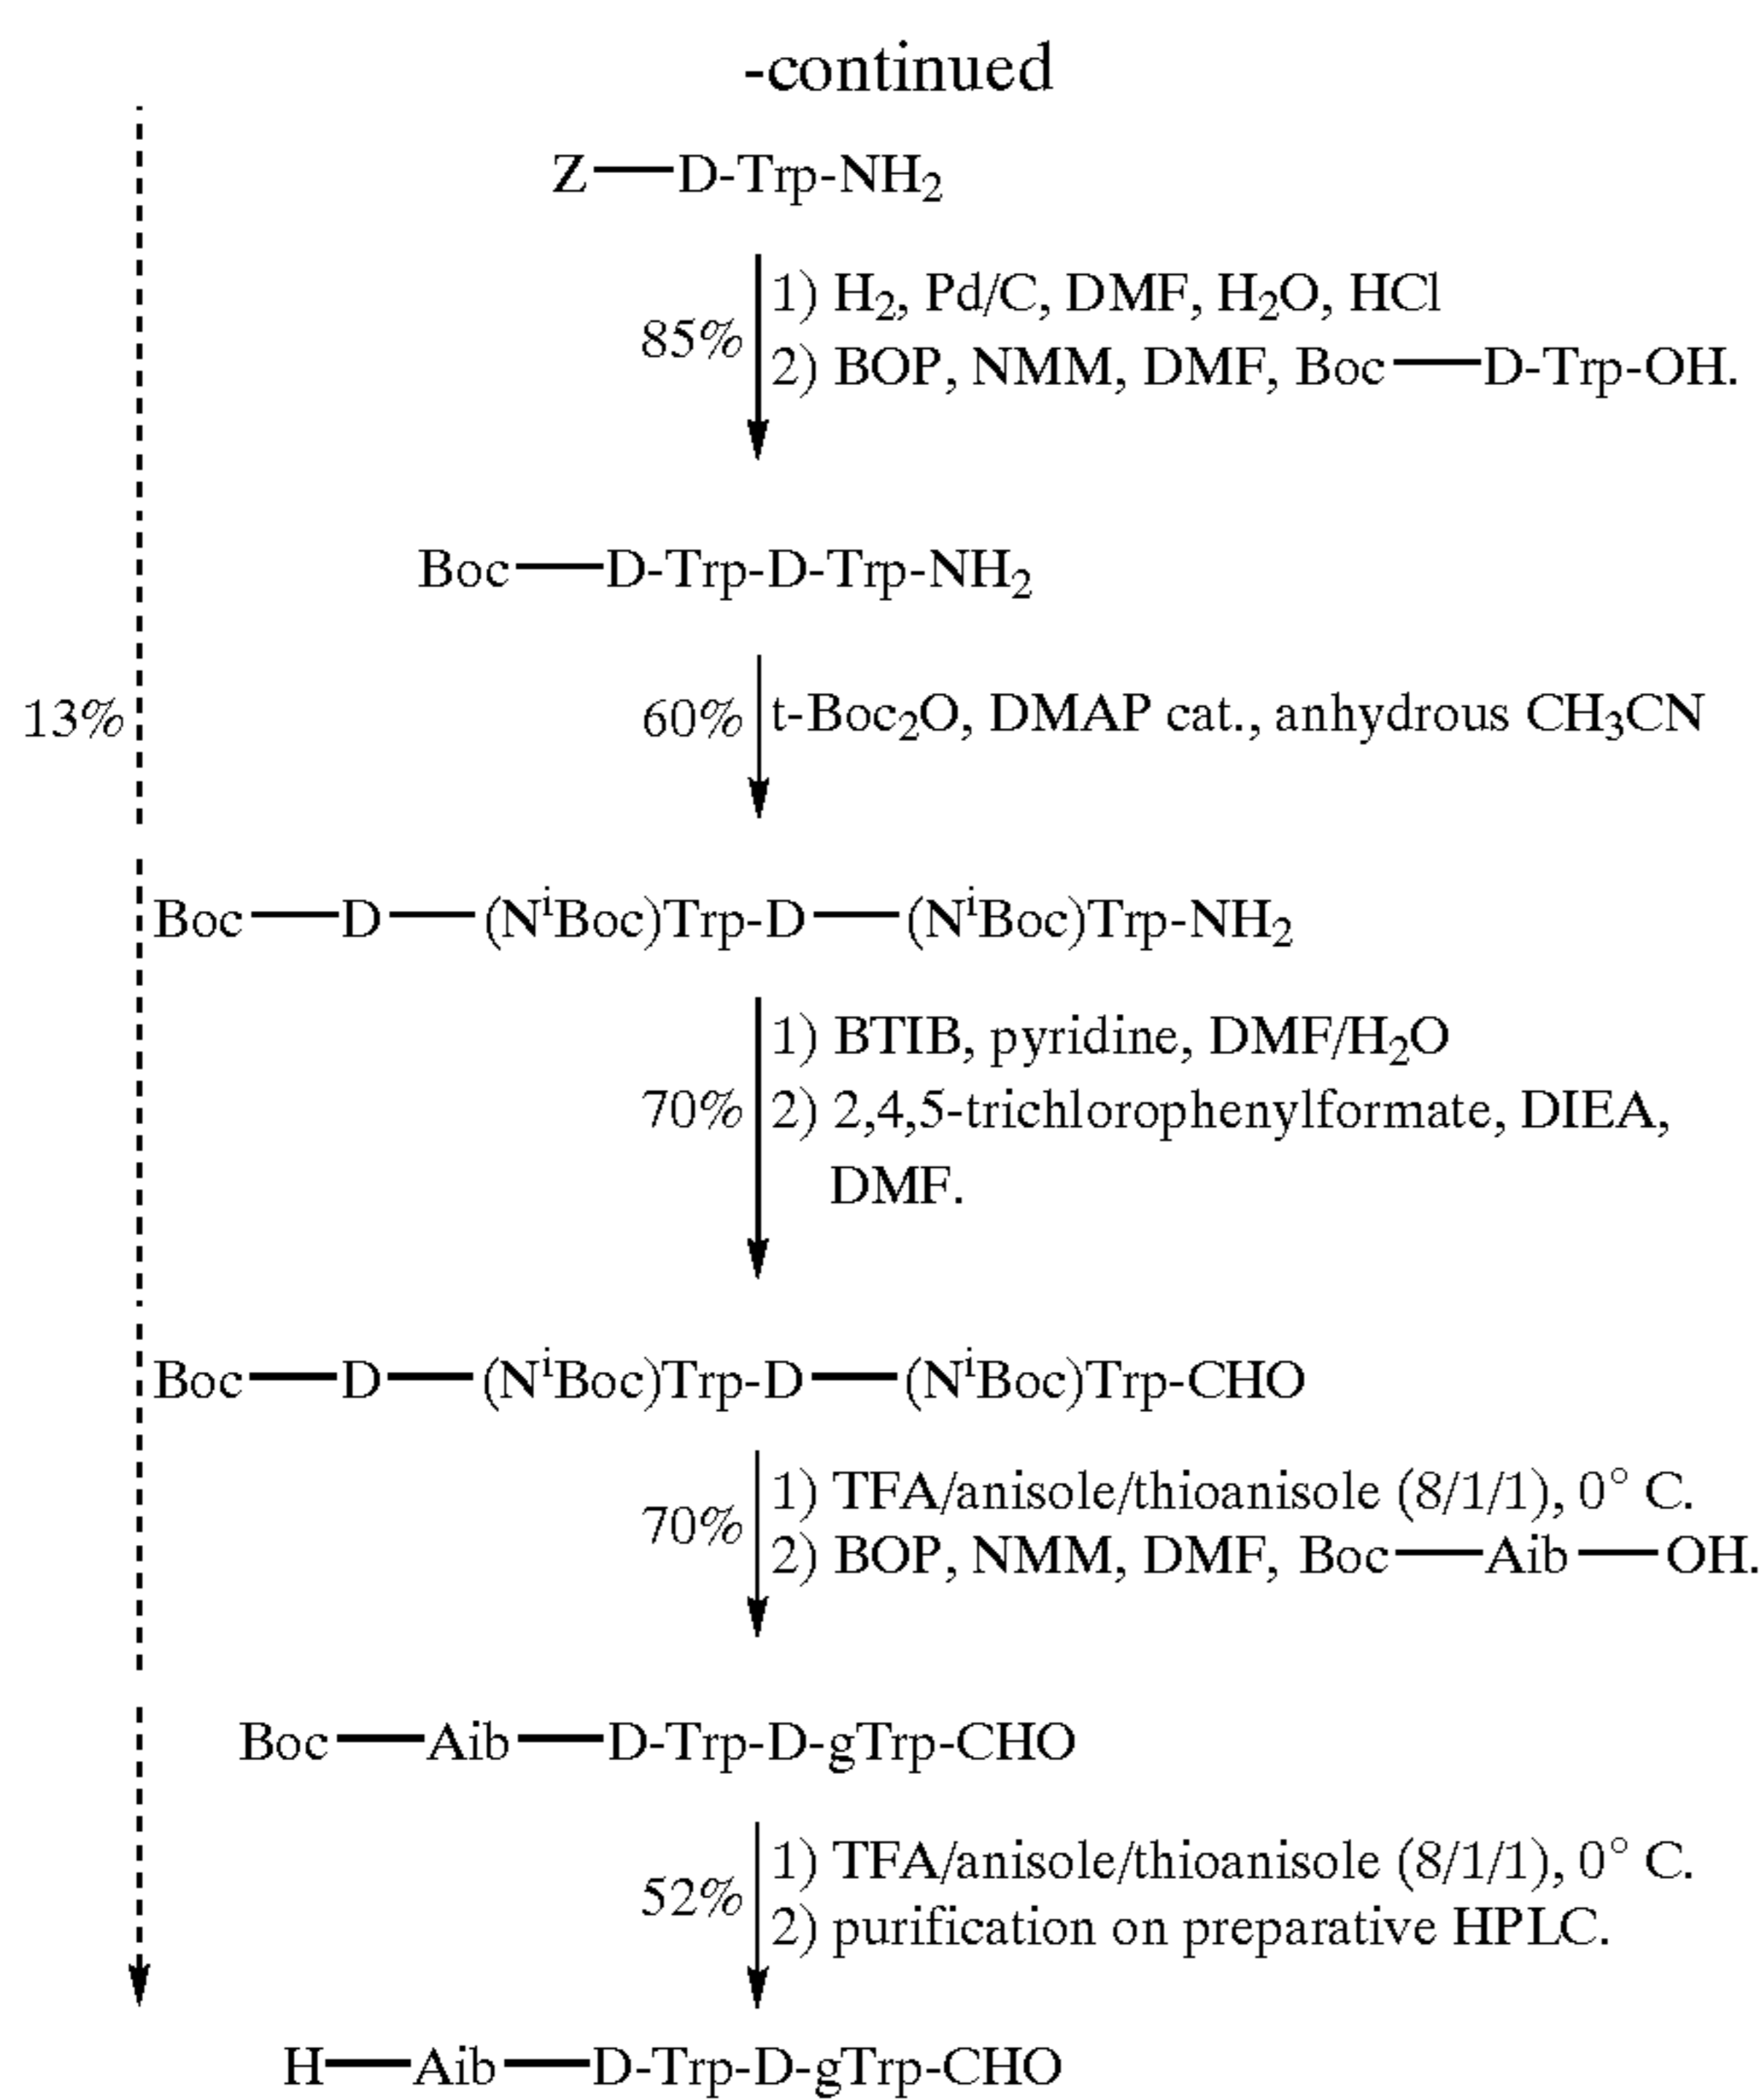 -continued
Z—D-Trp-NH₂
1) H₂, Pd/C, DMF, H₂O, HCl
85%
2) BOP, NMM, DMF, Boc—D-Trp-OH.
Boc—D-Trp-D-Trp-NH₂
13%
60%
t-Boc₂O, DMAP cat., anhydrous CH₃CN
Boc—D—(NⁱBoc)Trp-D—(NⁱBoc)Trp-NH₂
1) BTIB, pyridine, DMF/H₂O
70%
2) 2,4,5-trichlorophenylformate, DIEA,
DMF.
Boc—D—(NⁱBoc)Trp-D—(NⁱBoc)Trp-CHO
1) TFA/anisole/thioanisole (8/1/1), 0° C.
70%
2) BOP, NMM, DMF, Boc—Aib—OH.
Boc—Aib—D-Trp-D-gTrp-CHO
1) TFA/anisole/thioanisole (8/1/1), 0° C.
52%
2) purification on preparative HPLC.
H—Aib—D-Trp-D-gTrp-CHO